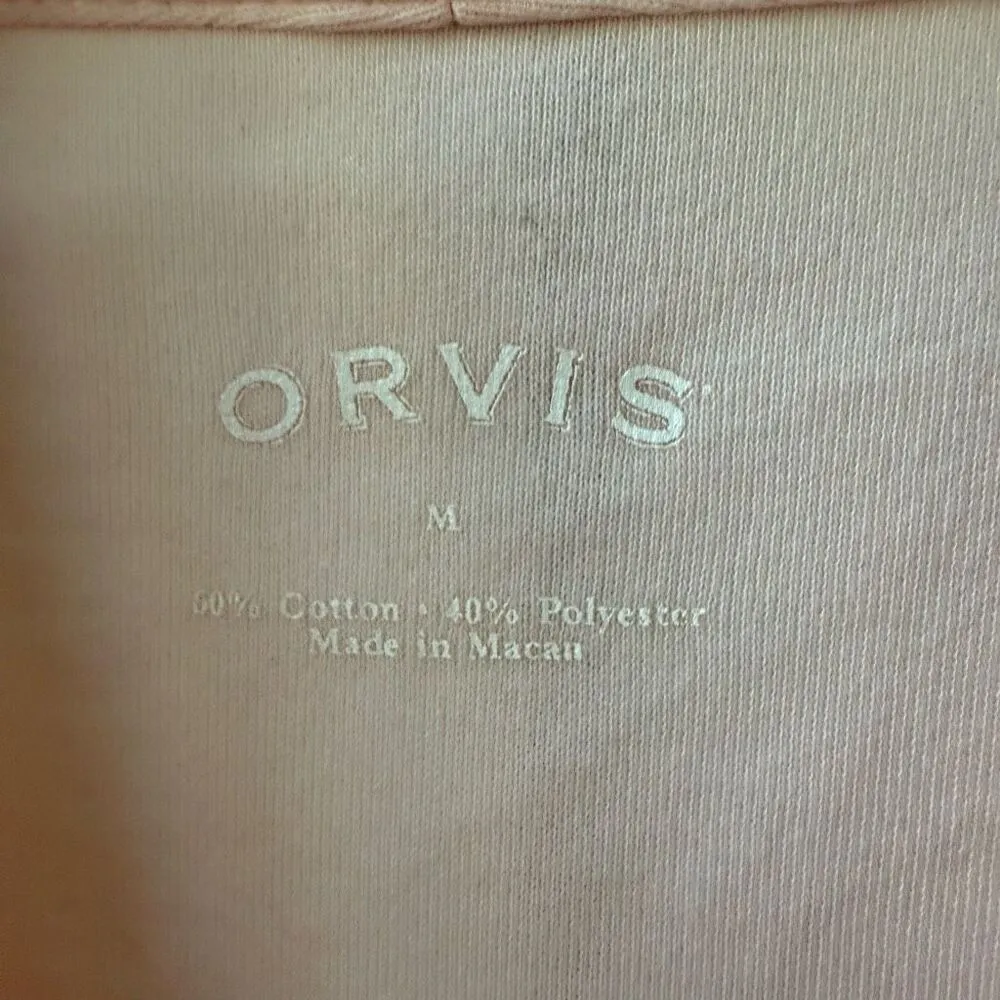 ORVIS
M
60% Cotton · 40% Polyester
Made in Macau